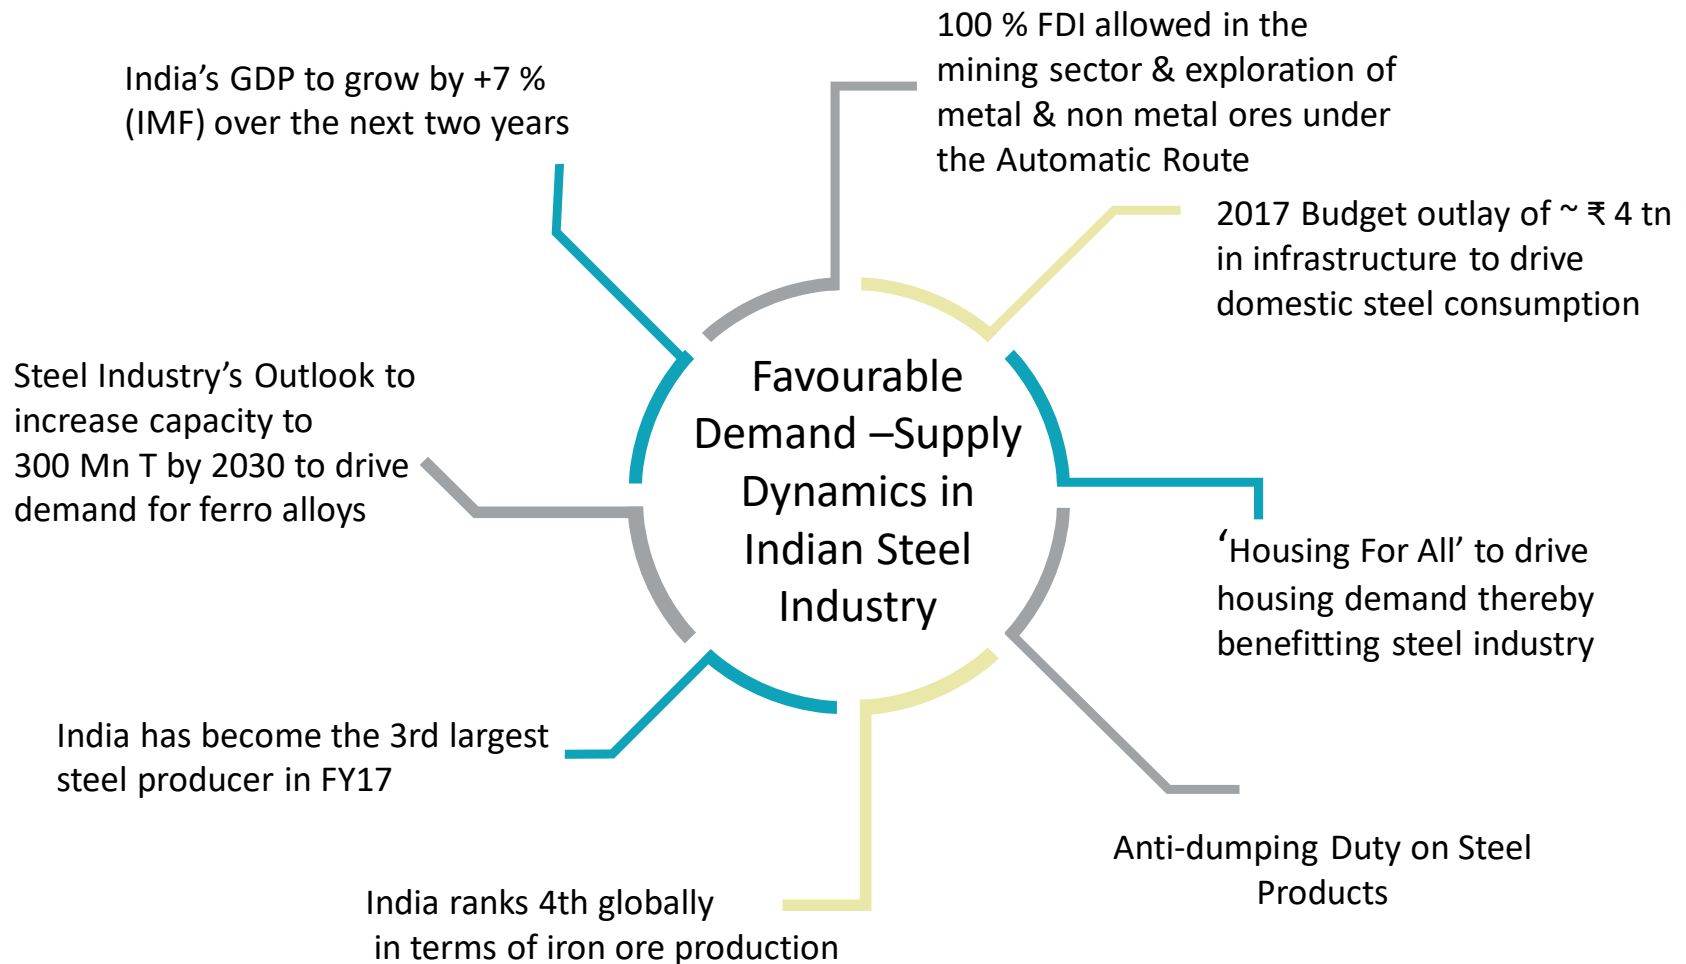 100 % FDI allowed in the
mining sector & exploration of
metal & non metal ores under
the Automatic Route
India’s GDP to grow by +7 %
(IMF) over the next two years
2017 Budget outlay of ~ ₹ 4 tn
in infrastructure to drive
domestic steel consumption
Steel Industry’s Outlook to
increase capacity to
300 Mn T by 2030 to drive
demand for ferro alloys
Favourable
Demand –Supply
Dynamics in
Indian Steel
Industry
‘Housing For All’ to drive
housing demand thereby
benefitting steel industry
India has become the 3rd largest
steel producer in FY17
Anti-dumping Duty on Steel
Products
India ranks 4th globally
in terms of iron ore production